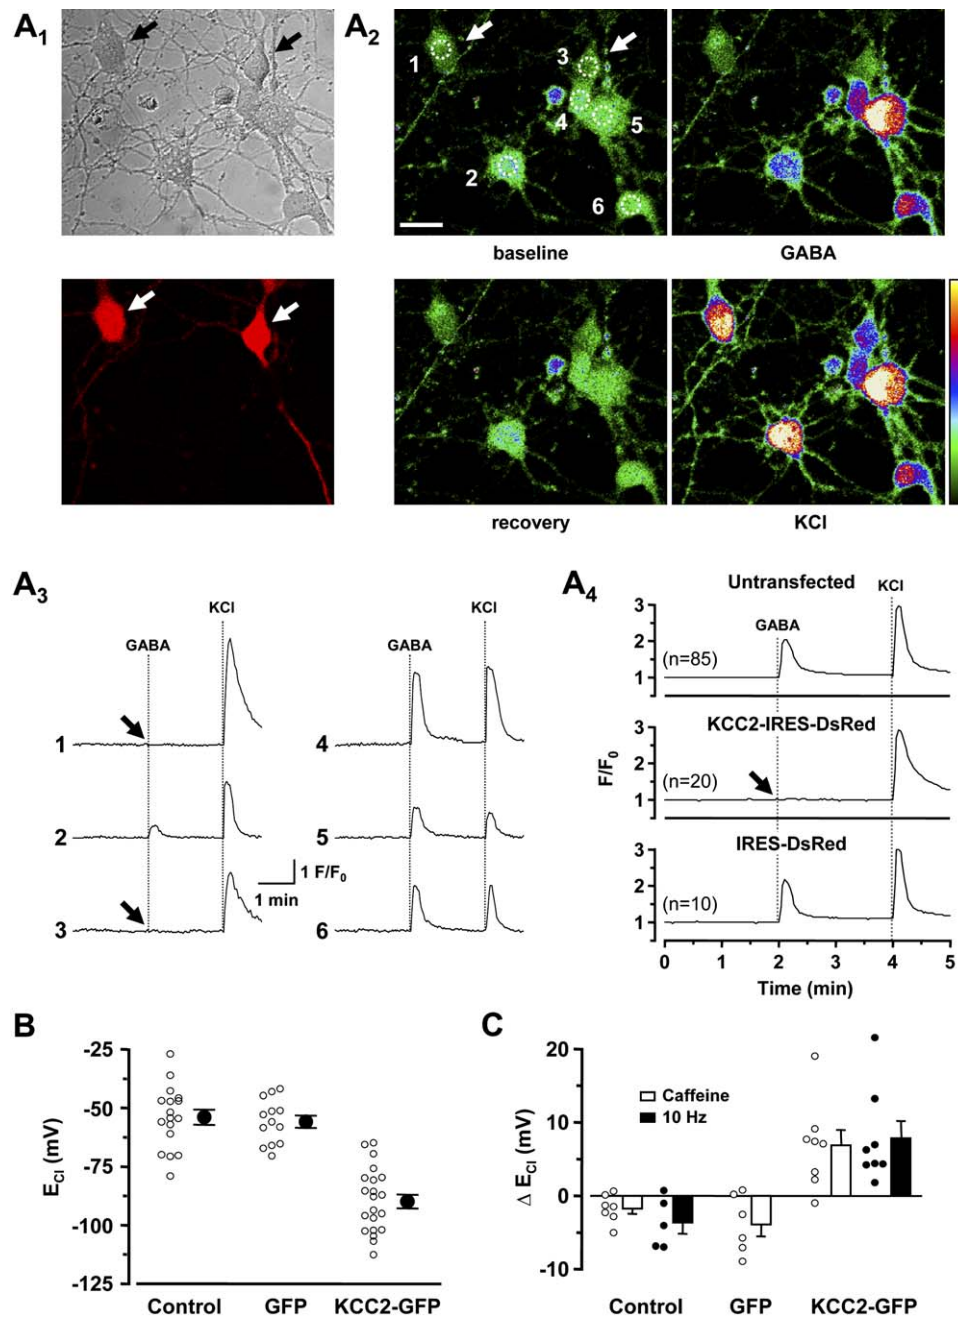 A1
A2
1
2
3
4
5
6
baseline
GABA
recovery
KCl
A3
GABA
KCl
1
2
3
1 F/F0
1 min
GABA
KCl
4
5
6
A4
Untransfected
KCl
GABA
3
2
1
(n=85)
KCC2-IRES-DsRed
3
2
1
(n=20)
F/F0
IRES-DsRed
3
2
1
(n=10)
0 1 2 3 4 5
Time (min)
B
-25
-50
-75
-100
-125
ECl (mV)
Control GFP KCC2-GFP
C
20
10
0
-10
Δ ECl (mV)
Caffeine
10 Hz
Control GFP KCC2-GFP